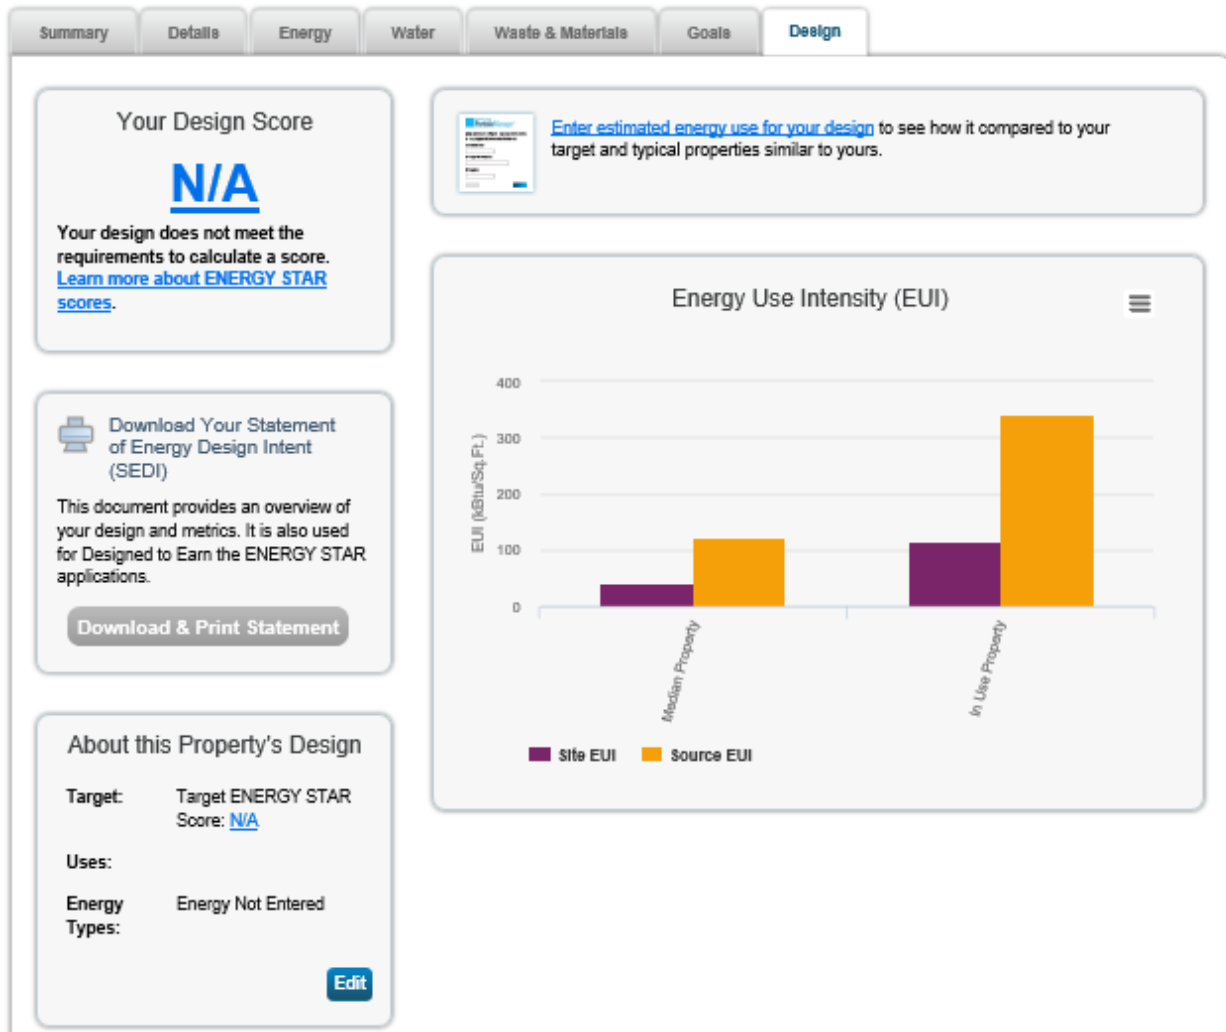 Summary
Details
Energy
Water
Waste & Materials
Goals
Design
Your Design Score
N/A
Your design does not meet the
requirements to calculate a score.
Learn more about ENERGY STAR
scores.
Enter estimated energy use for your design to see how it compared to your
target and typical properties similar to yours.
Download Your Statement
of Energy Design Intent
(SEDI)
This document provides an overview of
your design and metrics. It is also used
for Designed to Earn the ENERGY STAR
applications.
Download & Print Statement
About this Property's Design
Target: Target ENERGY STAR
Score: N/A
Uses:
Energy Energy Not Entered
Types:
Edit
Energy Use Intensity (EUI)
EUI (kBtu/Sq.Ft.)
400
300
200
100
0
Median Property
In Use Property
Site EUI
Source EUI